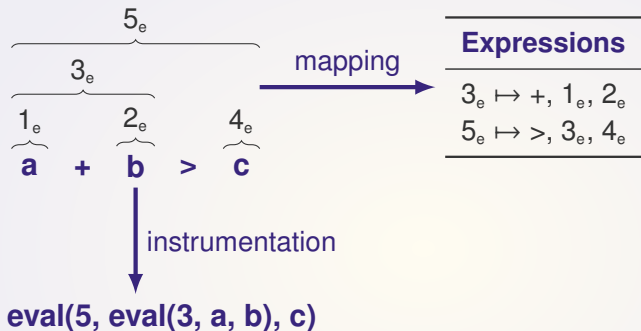 5ₑ
3ₑ
1ₑ 2ₑ 4ₑ
a + b > c
mapping
Expressions
3ₑ ↦ +, 1ₑ, 2ₑ
5ₑ ↦ >, 3ₑ, 4ₑ
instrumentation
eval(5, eval(3, a, b), c)